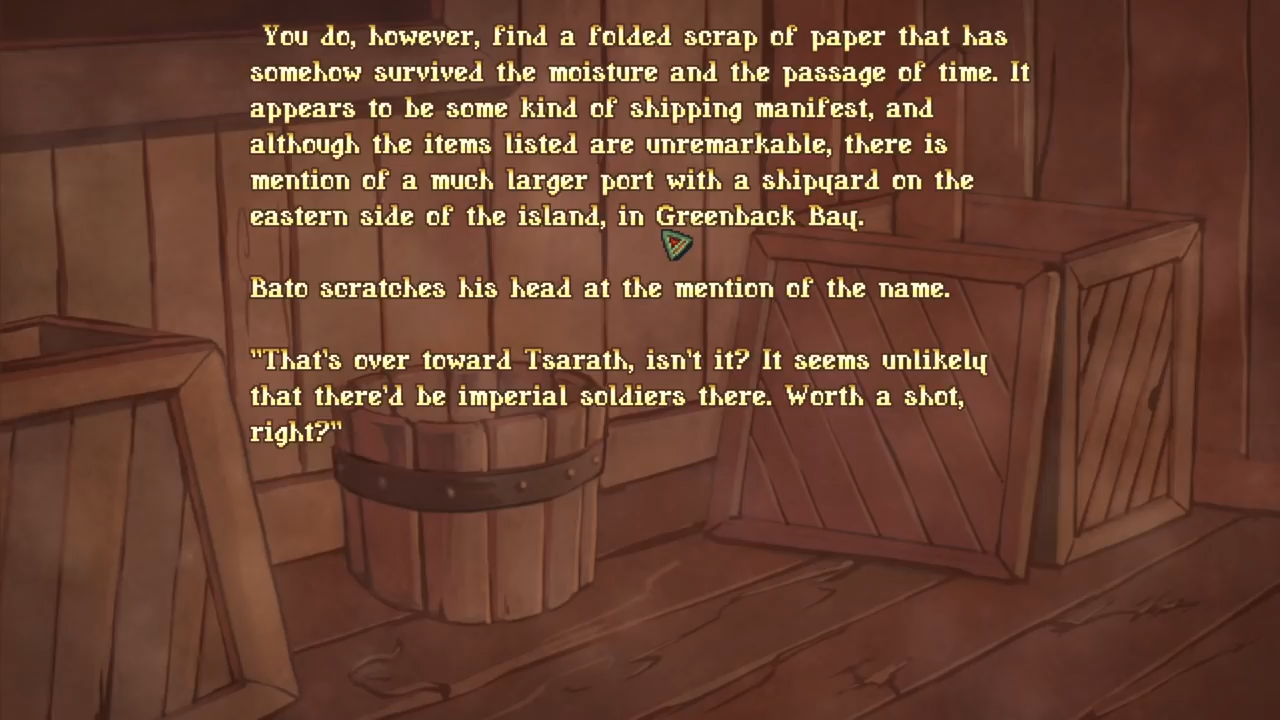 You do, however, find a folded scrap of paper that has
somehow survived the moisture and the passage of time. It
appears to be some kind of shipping manifest, and
although the items listed are unremarkable, there is
mention of a much larger port with a shipyard on the
eastern side of the island, in Greenback Bay.
Bato scratches his head at the mention of the name.
"That's over toward Tsarath, isn't it? It seems unlikely
that there'd be imperial soldiers there. Worth a shot,
right?"